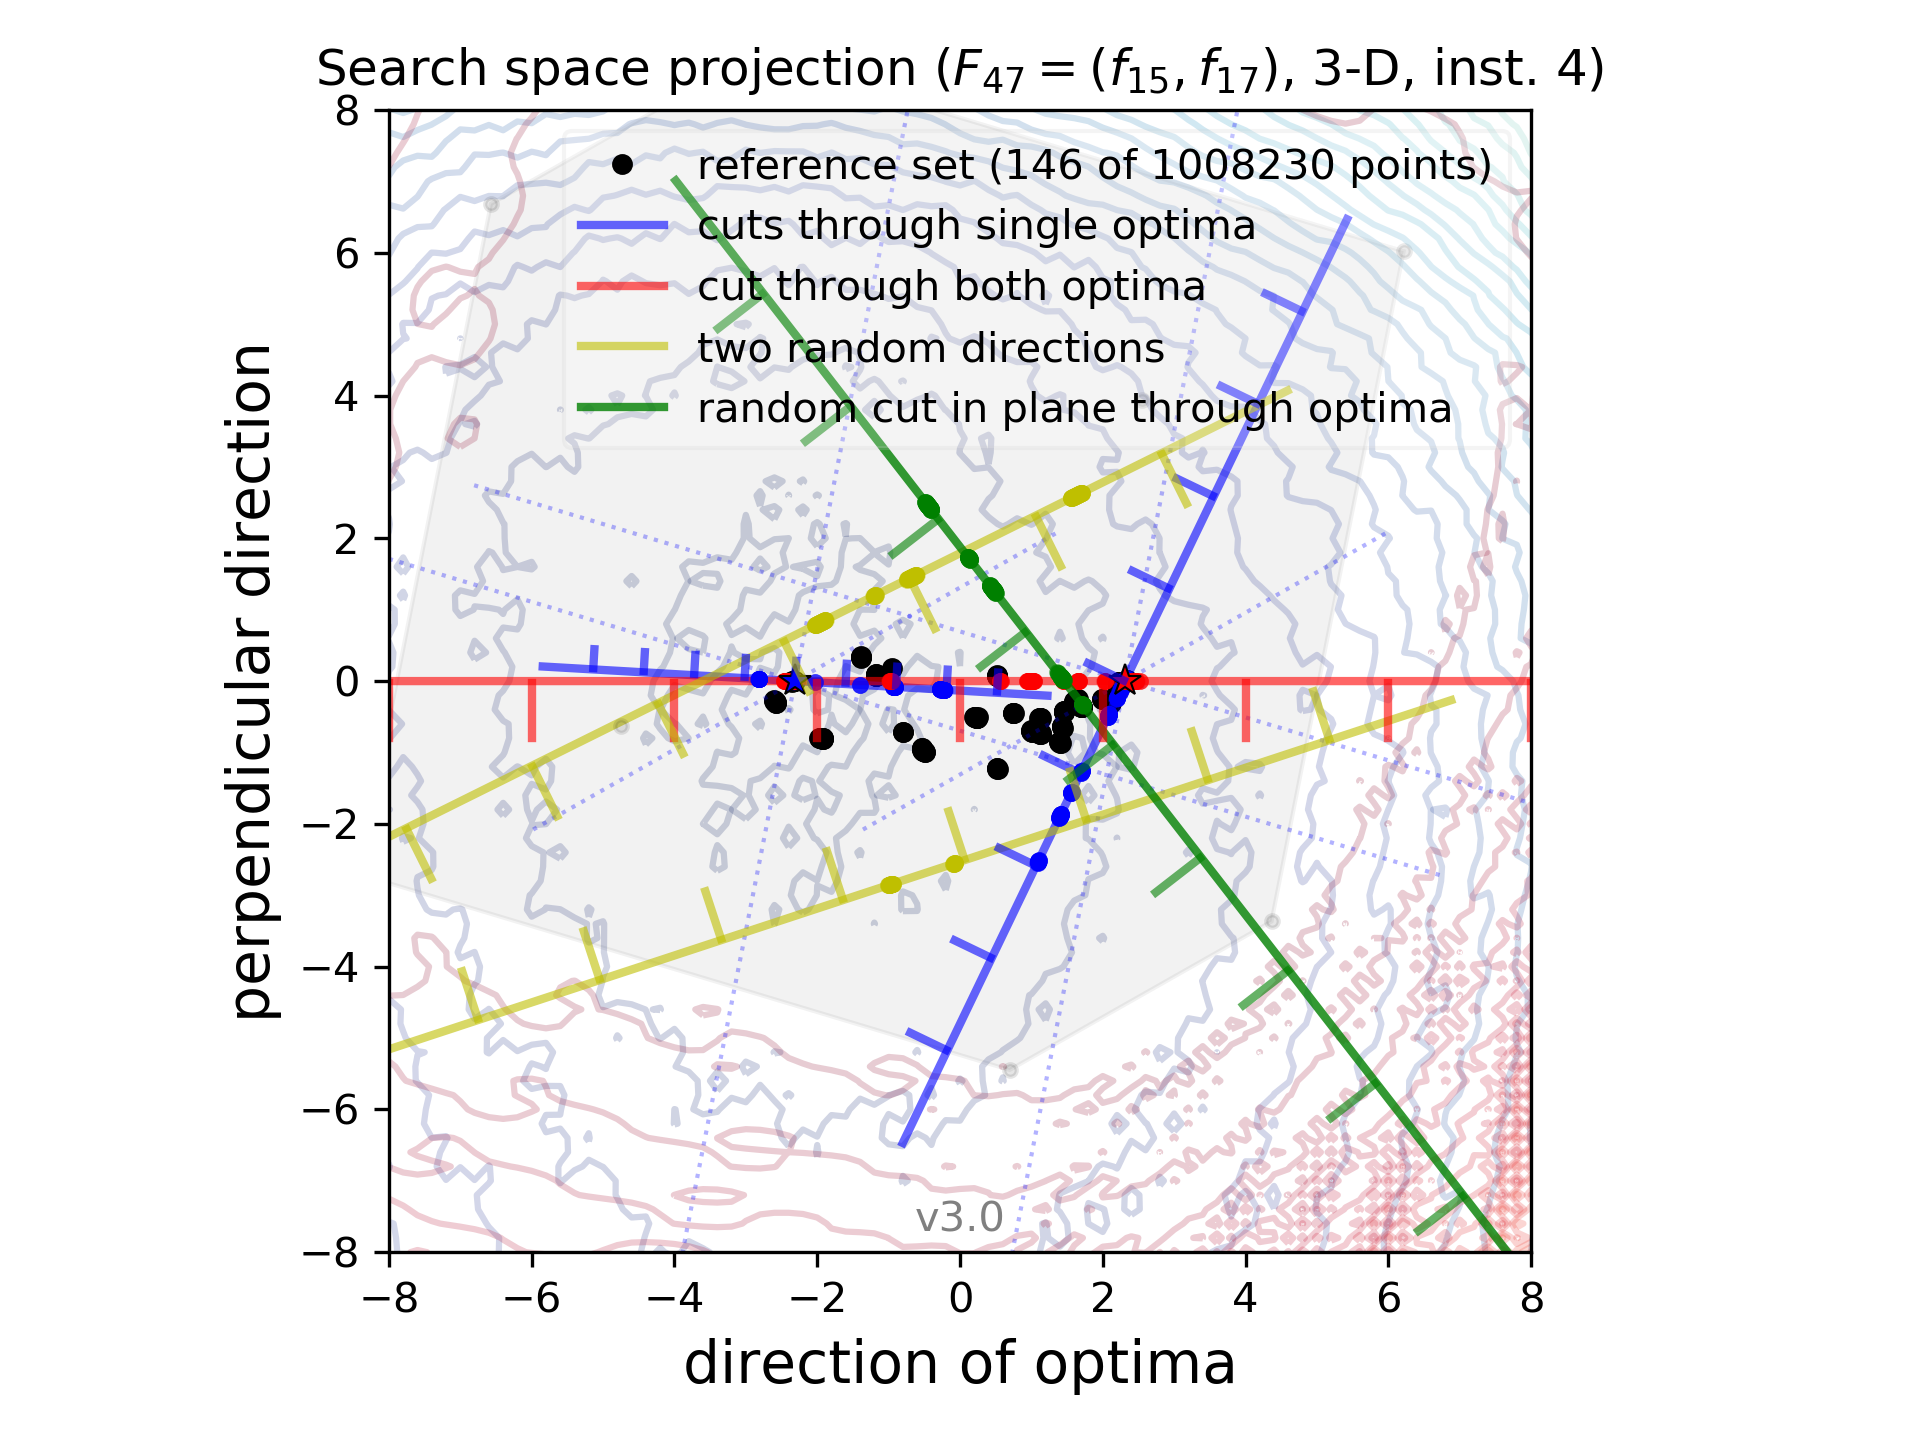 Search space projection (F₄₇ = (f₁₅, f₁₇), 3-D, inst. 4)
reference set (146 of 1008230 points)
cuts through single optima
cut through both optima
two random directions
random cut in plane through optima
8
6
4
2
0
−2
−4
−6
−8
perpendicular direction
v3.0
−8 −6 −4 −2 0 2 4 6 8
direction of optima